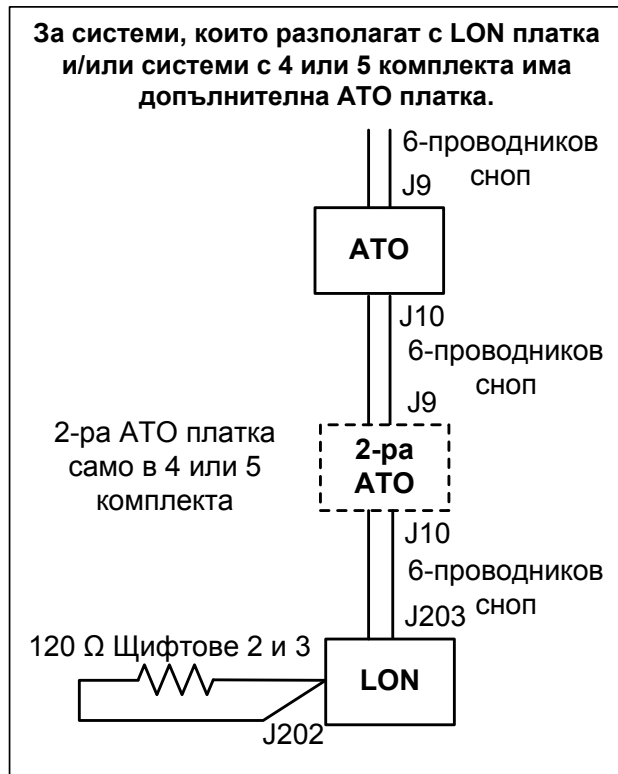 За системи, които разполагат с LON платка
и/или системи с 4 или 5 комплекта има
допълнителна АТО платка.
6-проводников
сноп
J9
АТО
J10
6-проводников
сноп
J9
2-ра АТО платка
само в 4 или 5
комплекта
2-ра
АТО
J10
6-проводников
сноп
J203
120 Ω Щифтове 2 и 3
LON
J202